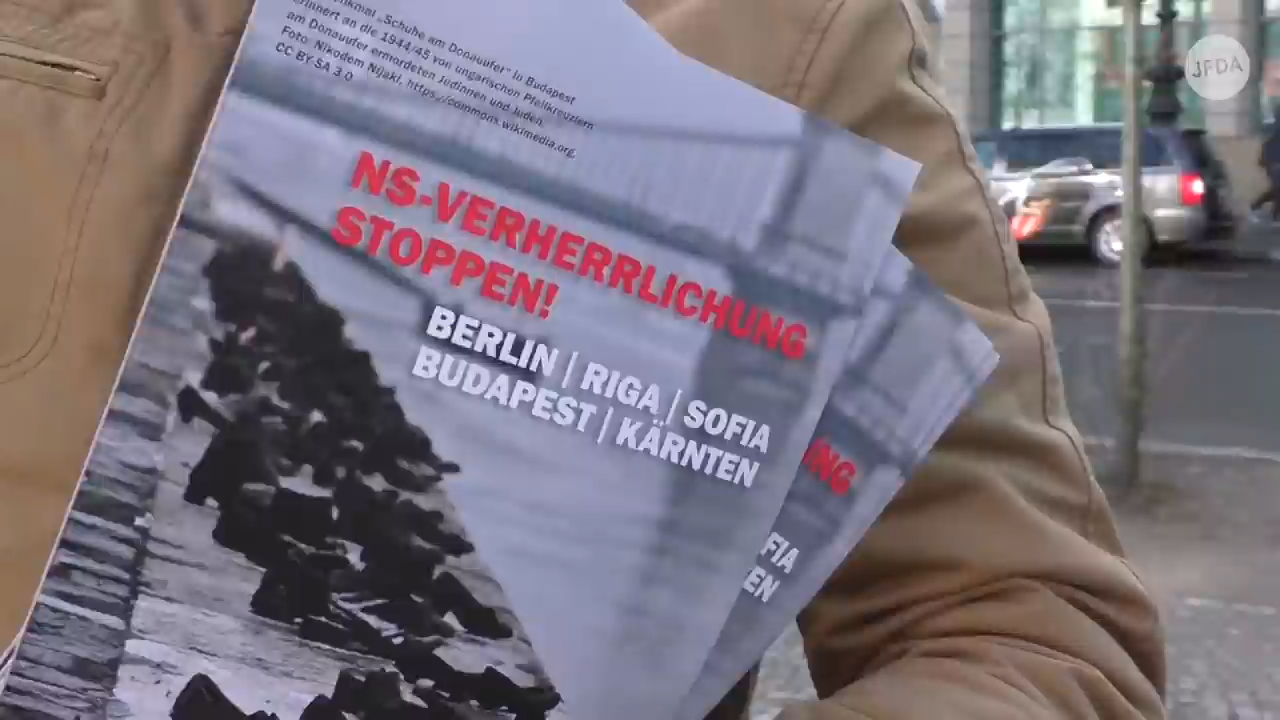 Denkmal „Schuhe am Donauufer" in Budapest
erinnert an die 1944/45 von ungarischen Pfeilkreuzlern
am Donauufer ermordeten Jüdinnen und Juden.
Foto: Nikodem Nijaki, https://commons.wikimedia.org,
CC BY-SA 3.0
NS-VERHERRLICHUNG
STOPPEN!
BERLIN | RIGA | SOFIA
BUDAPEST | KÄRNTEN
UNG
FIA
EN
JFDA